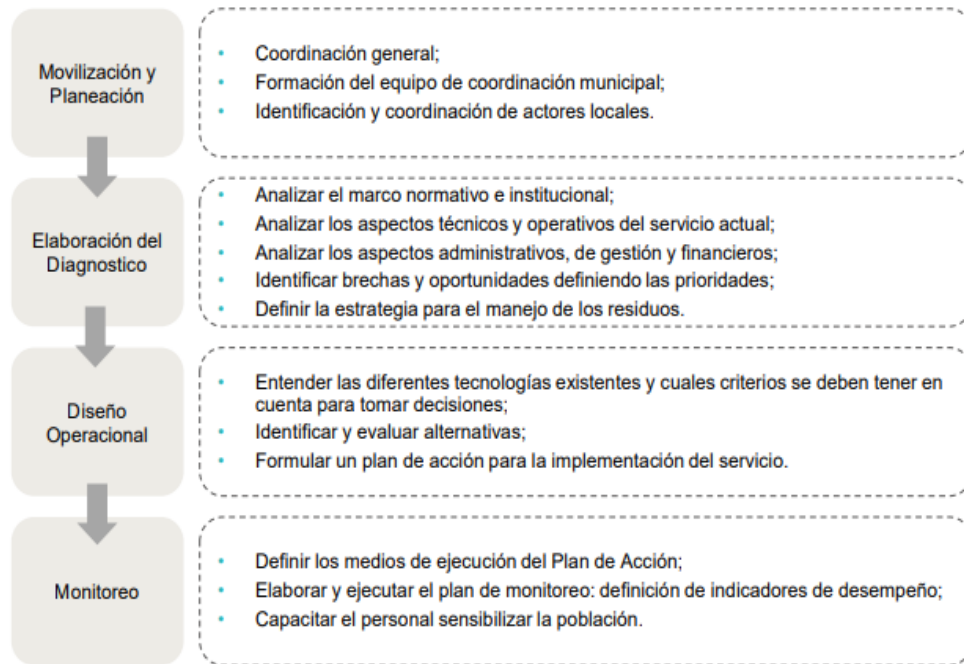 Movilización y
Planeación
• Coordinación general;
• Formación del equipo de coordinación municipal;
• Identificación y coordinación de actores locales.
Elaboración del
Diagnostico
• Analizar el marco normativo e institucional;
• Analizar los aspectos técnicos y operativos del servicio actual;
• Analizar los aspectos administrativos, de gestión y financieros;
• Identificar brechas y oportunidades definiendo las prioridades;
• Definir la estrategia para el manejo de los residuos.
Diseño
Operacional
• Entender las diferentes tecnologías existentes y cuales criterios se deben tener en
cuenta para tomar decisiones;
• Identificar y evaluar alternativas;
• Formular un plan de acción para la implementación del servicio.
Monitoreo
• Definir los medios de ejecución del Plan de Acción;
• Elaborar y ejecutar el plan de monitoreo: definición de indicadores de desempeño;
• Capacitar el personal sensibilizar la población.